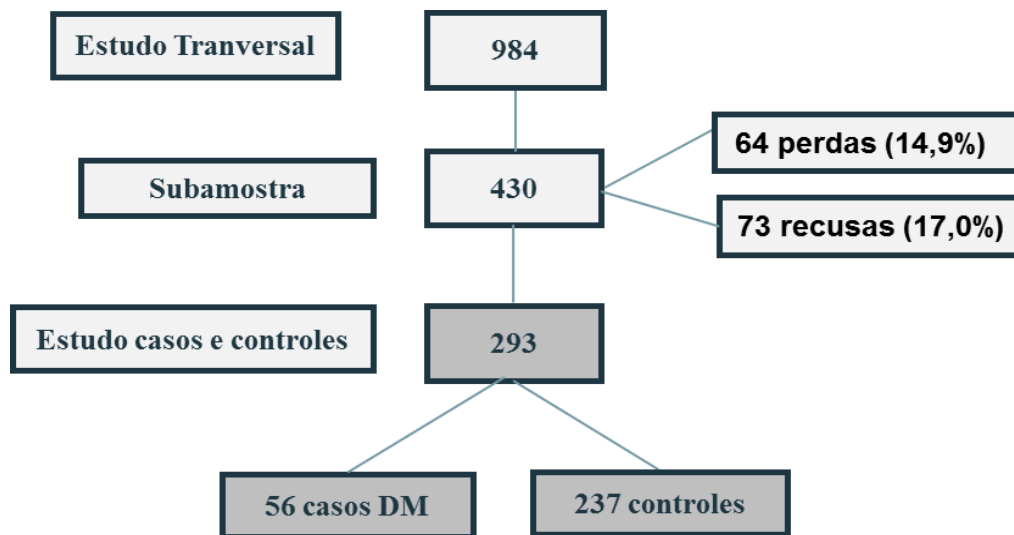 Estudo Tranversal
984
64 perdas (14,9%)
Subamostra
430
73 recusas (17,0%)
Estudo casos e controles
293
56 casos DM
237 controles